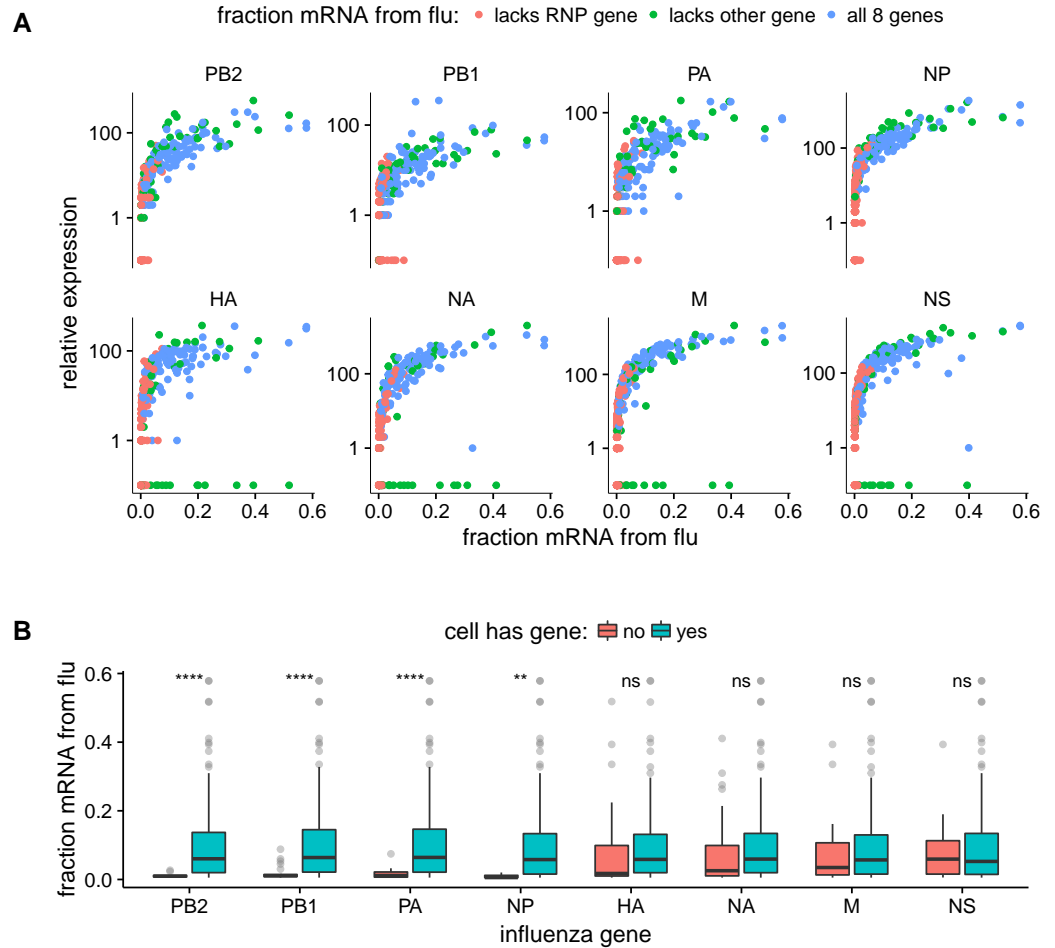 A
fraction mRNA from flu: lacks RNP gene lacks other gene all 8 genes
PB2 PB1 PA NP
100 100 100 100
1 1 1 1
HA NA M NS
100 100 100 100
1 1 1 1
0.0 0.2 0.4 0.6 0.0 0.2 0.4 0.6 0.0 0.2 0.4 0.6 0.0 0.2 0.4 0.6
relative expression
fraction mRNA from flu
B
cell has gene: no yes
**** **** **** ** ns ns ns ns
0.6
0.4
0.2
0.0
fraction mRNA from flu
PB2 PB1 PA NP HA NA M NS
influenza gene